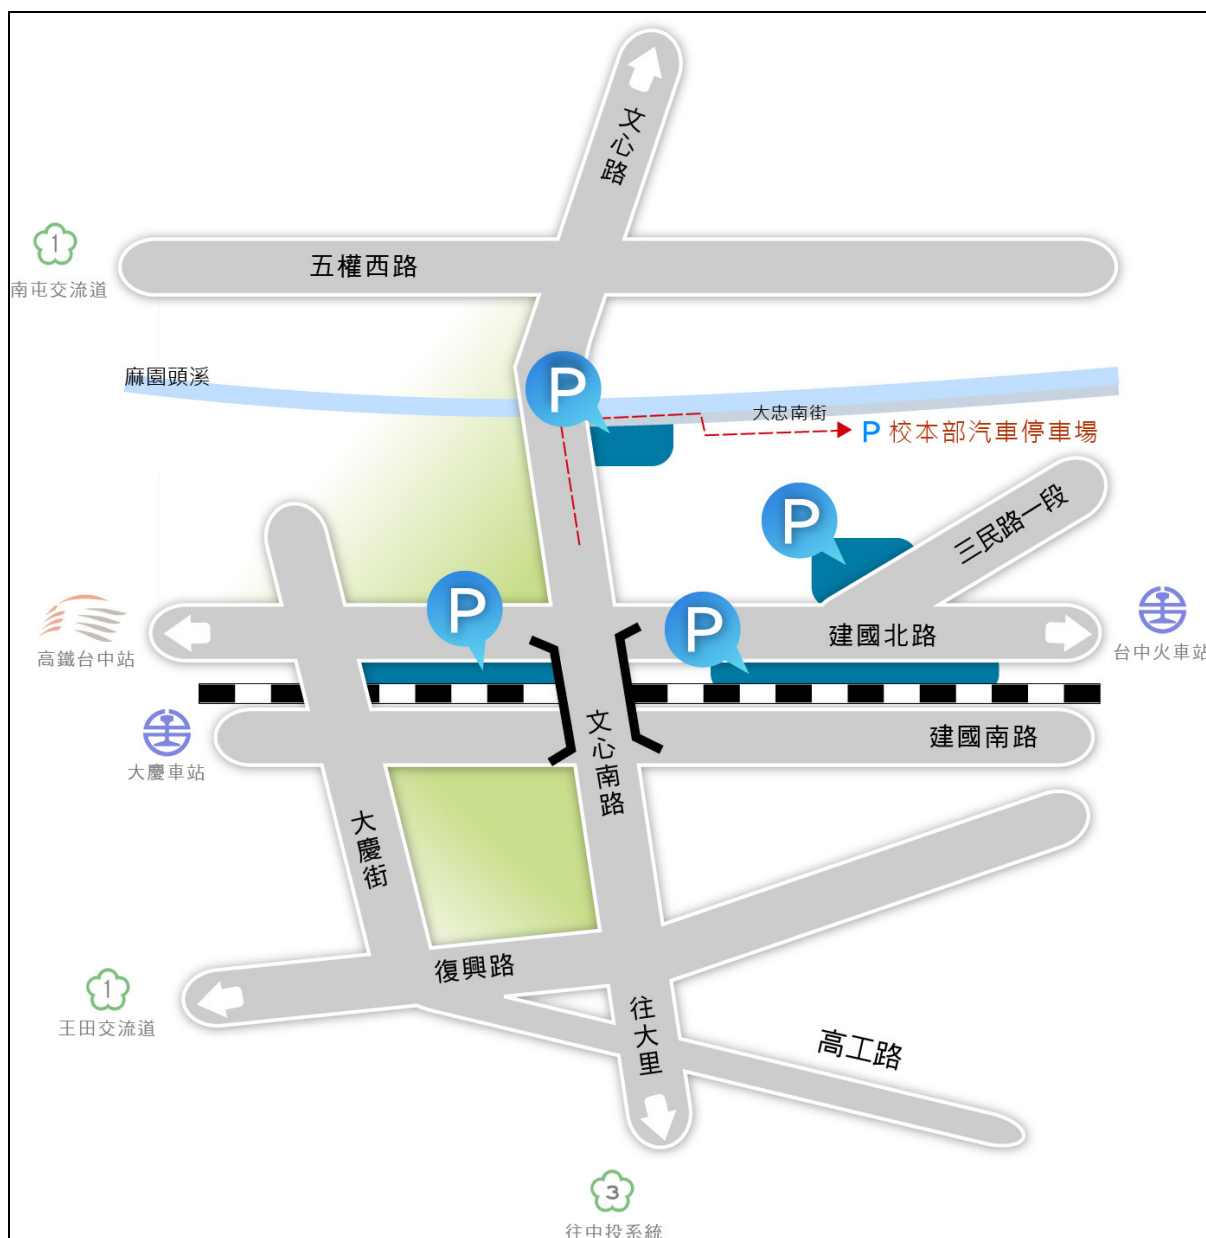 文心路
1
南屯交流道
五權西路
麻園頭溪
P
大忠南街
P 校本部汽車停車場
P
三民路一段
P
P
高鐵台中站
建國北路
台中火車站
大慶車站
文心南路
建國南路
大慶街
復興路
1
王田交流道
往大里
高工路
3
往中投系統